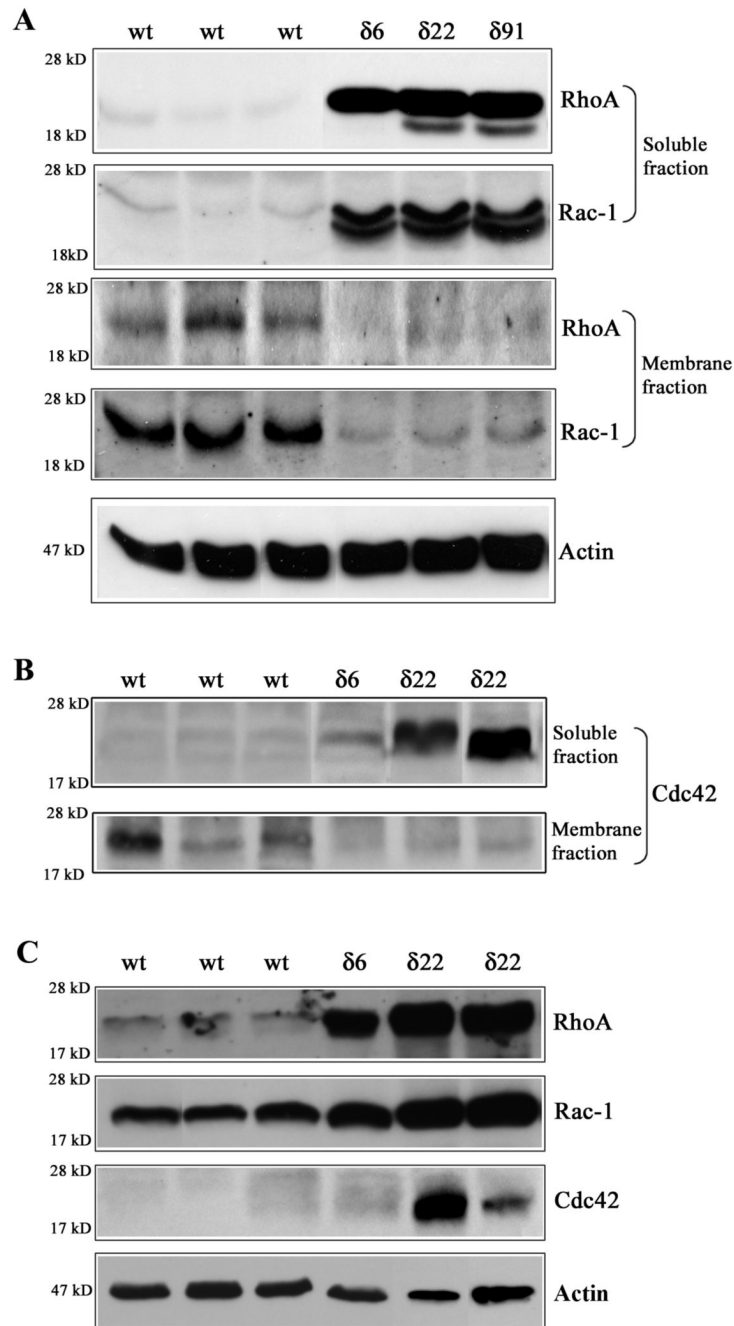 A
wt wt wt δ6 δ22 δ91
28 kD
RhoA
18 kD
28 kD
Rac-1
18kD
Soluble
fraction
28 kD
RhoA
18 kD
28 kD
Rac-1
18 kD
Membrane
fraction
47 kD
Actin
B
wt wt wt δ6 δ22 δ22
28 kD
Soluble
fraction
17 kD
28 kD
Membrane
fraction
17 kD
Cdc42
C
wt wt wt δ6 δ22 δ22
28 kD
RhoA
17 kD
28 kD
Rac-1
17 kD
28 kD
Cdc42
17 kD
47 kD
Actin